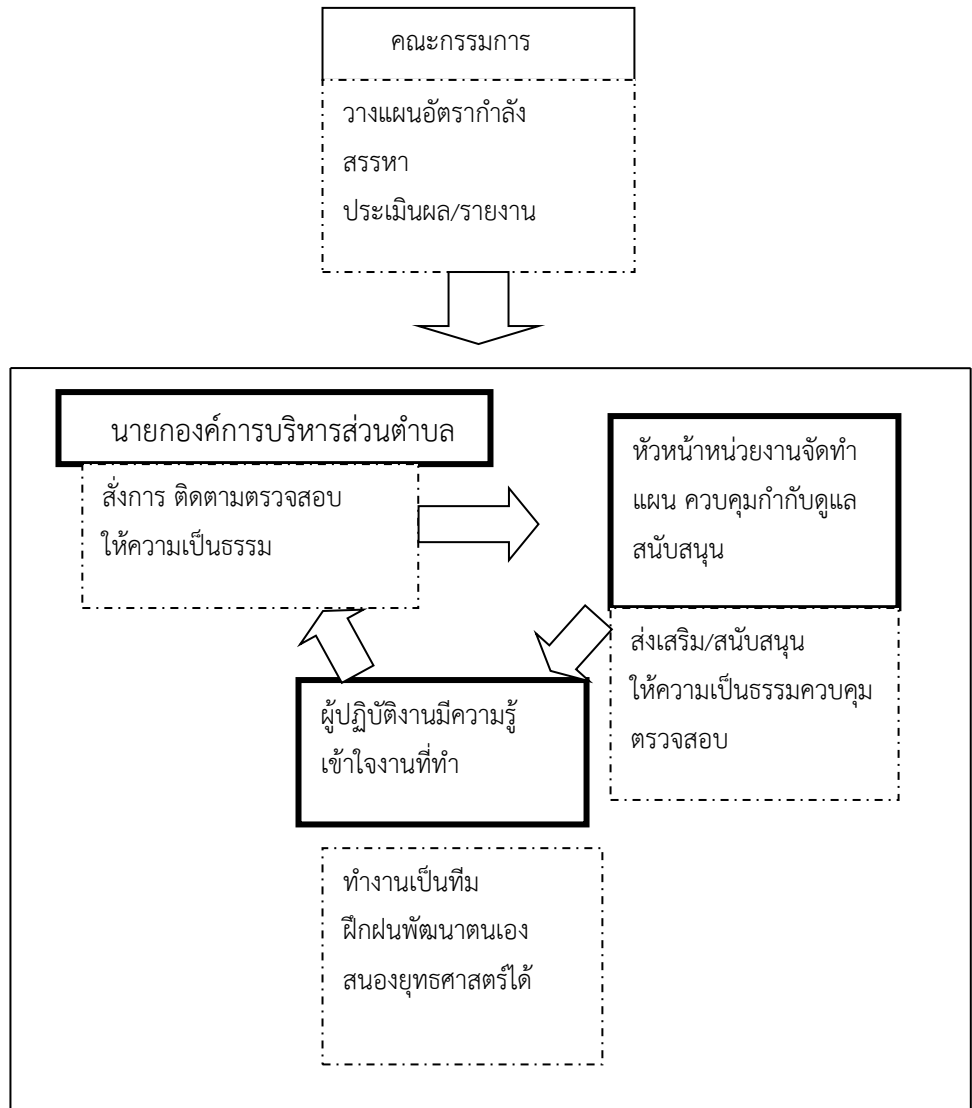 คณะกรรมการ
วางแผนอัตรากำลัง
สรรหา
ประเมินผล/รายงาน
นายกองค์การบริหารส่วนตำบล
สั่งการ ติดตามตรวจสอบ
ให้ความเป็นธรรม
หัวหน้าหน่วยงานจัดทำ
แผน ควบคุมกำกับดูแล
สนับสนุน
ส่งเสริม/สนับสนุน
ให้ความเป็นธรรมควบคุม
ตรวจสอบ
ผู้ปฏิบัติงานมีความรู้
เข้าใจงานที่ทำ
ทำงานเป็นทีม
ฝึกฝนพัฒนาตนเอง
สนองยุทธศาสตร์ได้